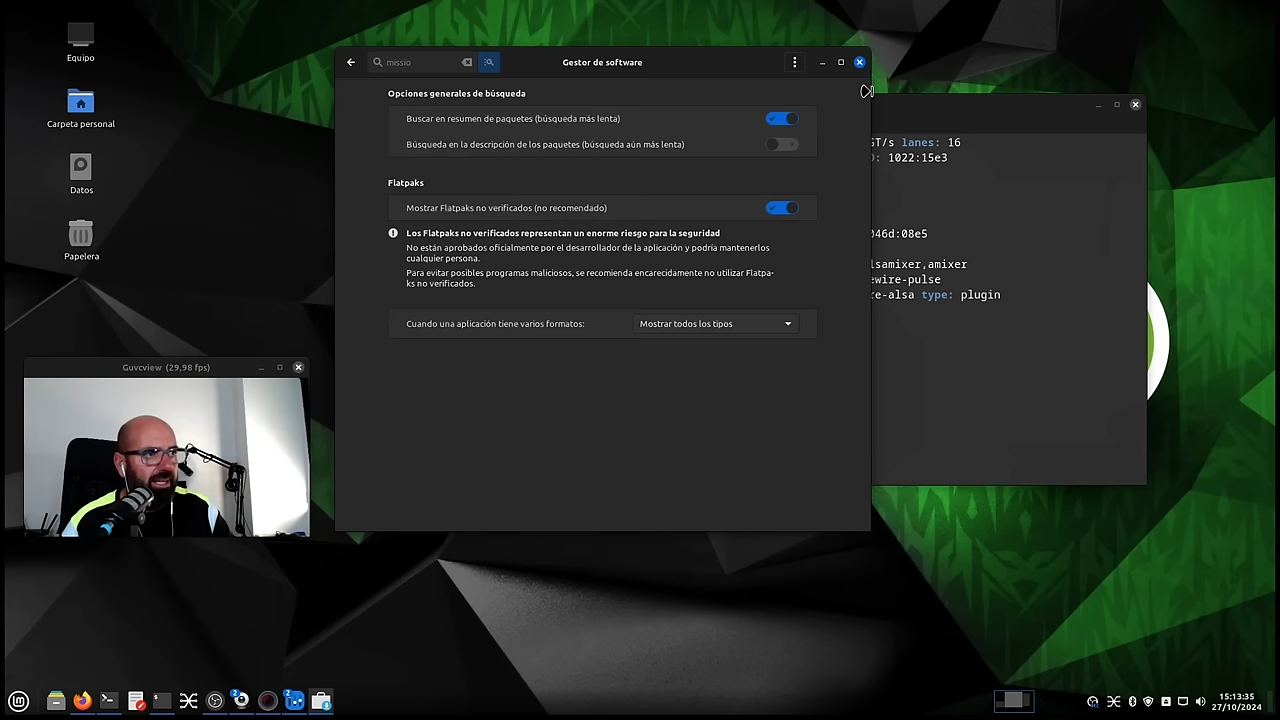 Equipo
Carpeta personal
Datos
Papelera
missio
Gestor de software
Opciones generales de búsqueda
Buscar en resumen de paquetes (búsqueda más lenta)
Búsqueda en la descripción de los paquetes (búsqueda aún más lenta)
Flatpaks
Mostrar Flatpaks no verificados (no recomendado)
Los Flatpaks no verificados representan un enorme riesgo para la seguridad
No están aprobados oficialmente por el desarrollador de la aplicación y podría mantenerlos
cualquier persona.
Para evitar posibles programas maliciosos, se recomienda encarecidamente no utilizar Flatpa-
ks no verificados.
Cuando una aplicación tiene varios formatos:
Mostrar todos los tipos
GT/s lanes: 16
: 1022:15e3
046d:08e5
lsamixer,amixer
ewire-pulse
re-alsa type: plugin
Guvcview (29,98 fps)
2
2
15:13:35
27/10/2024